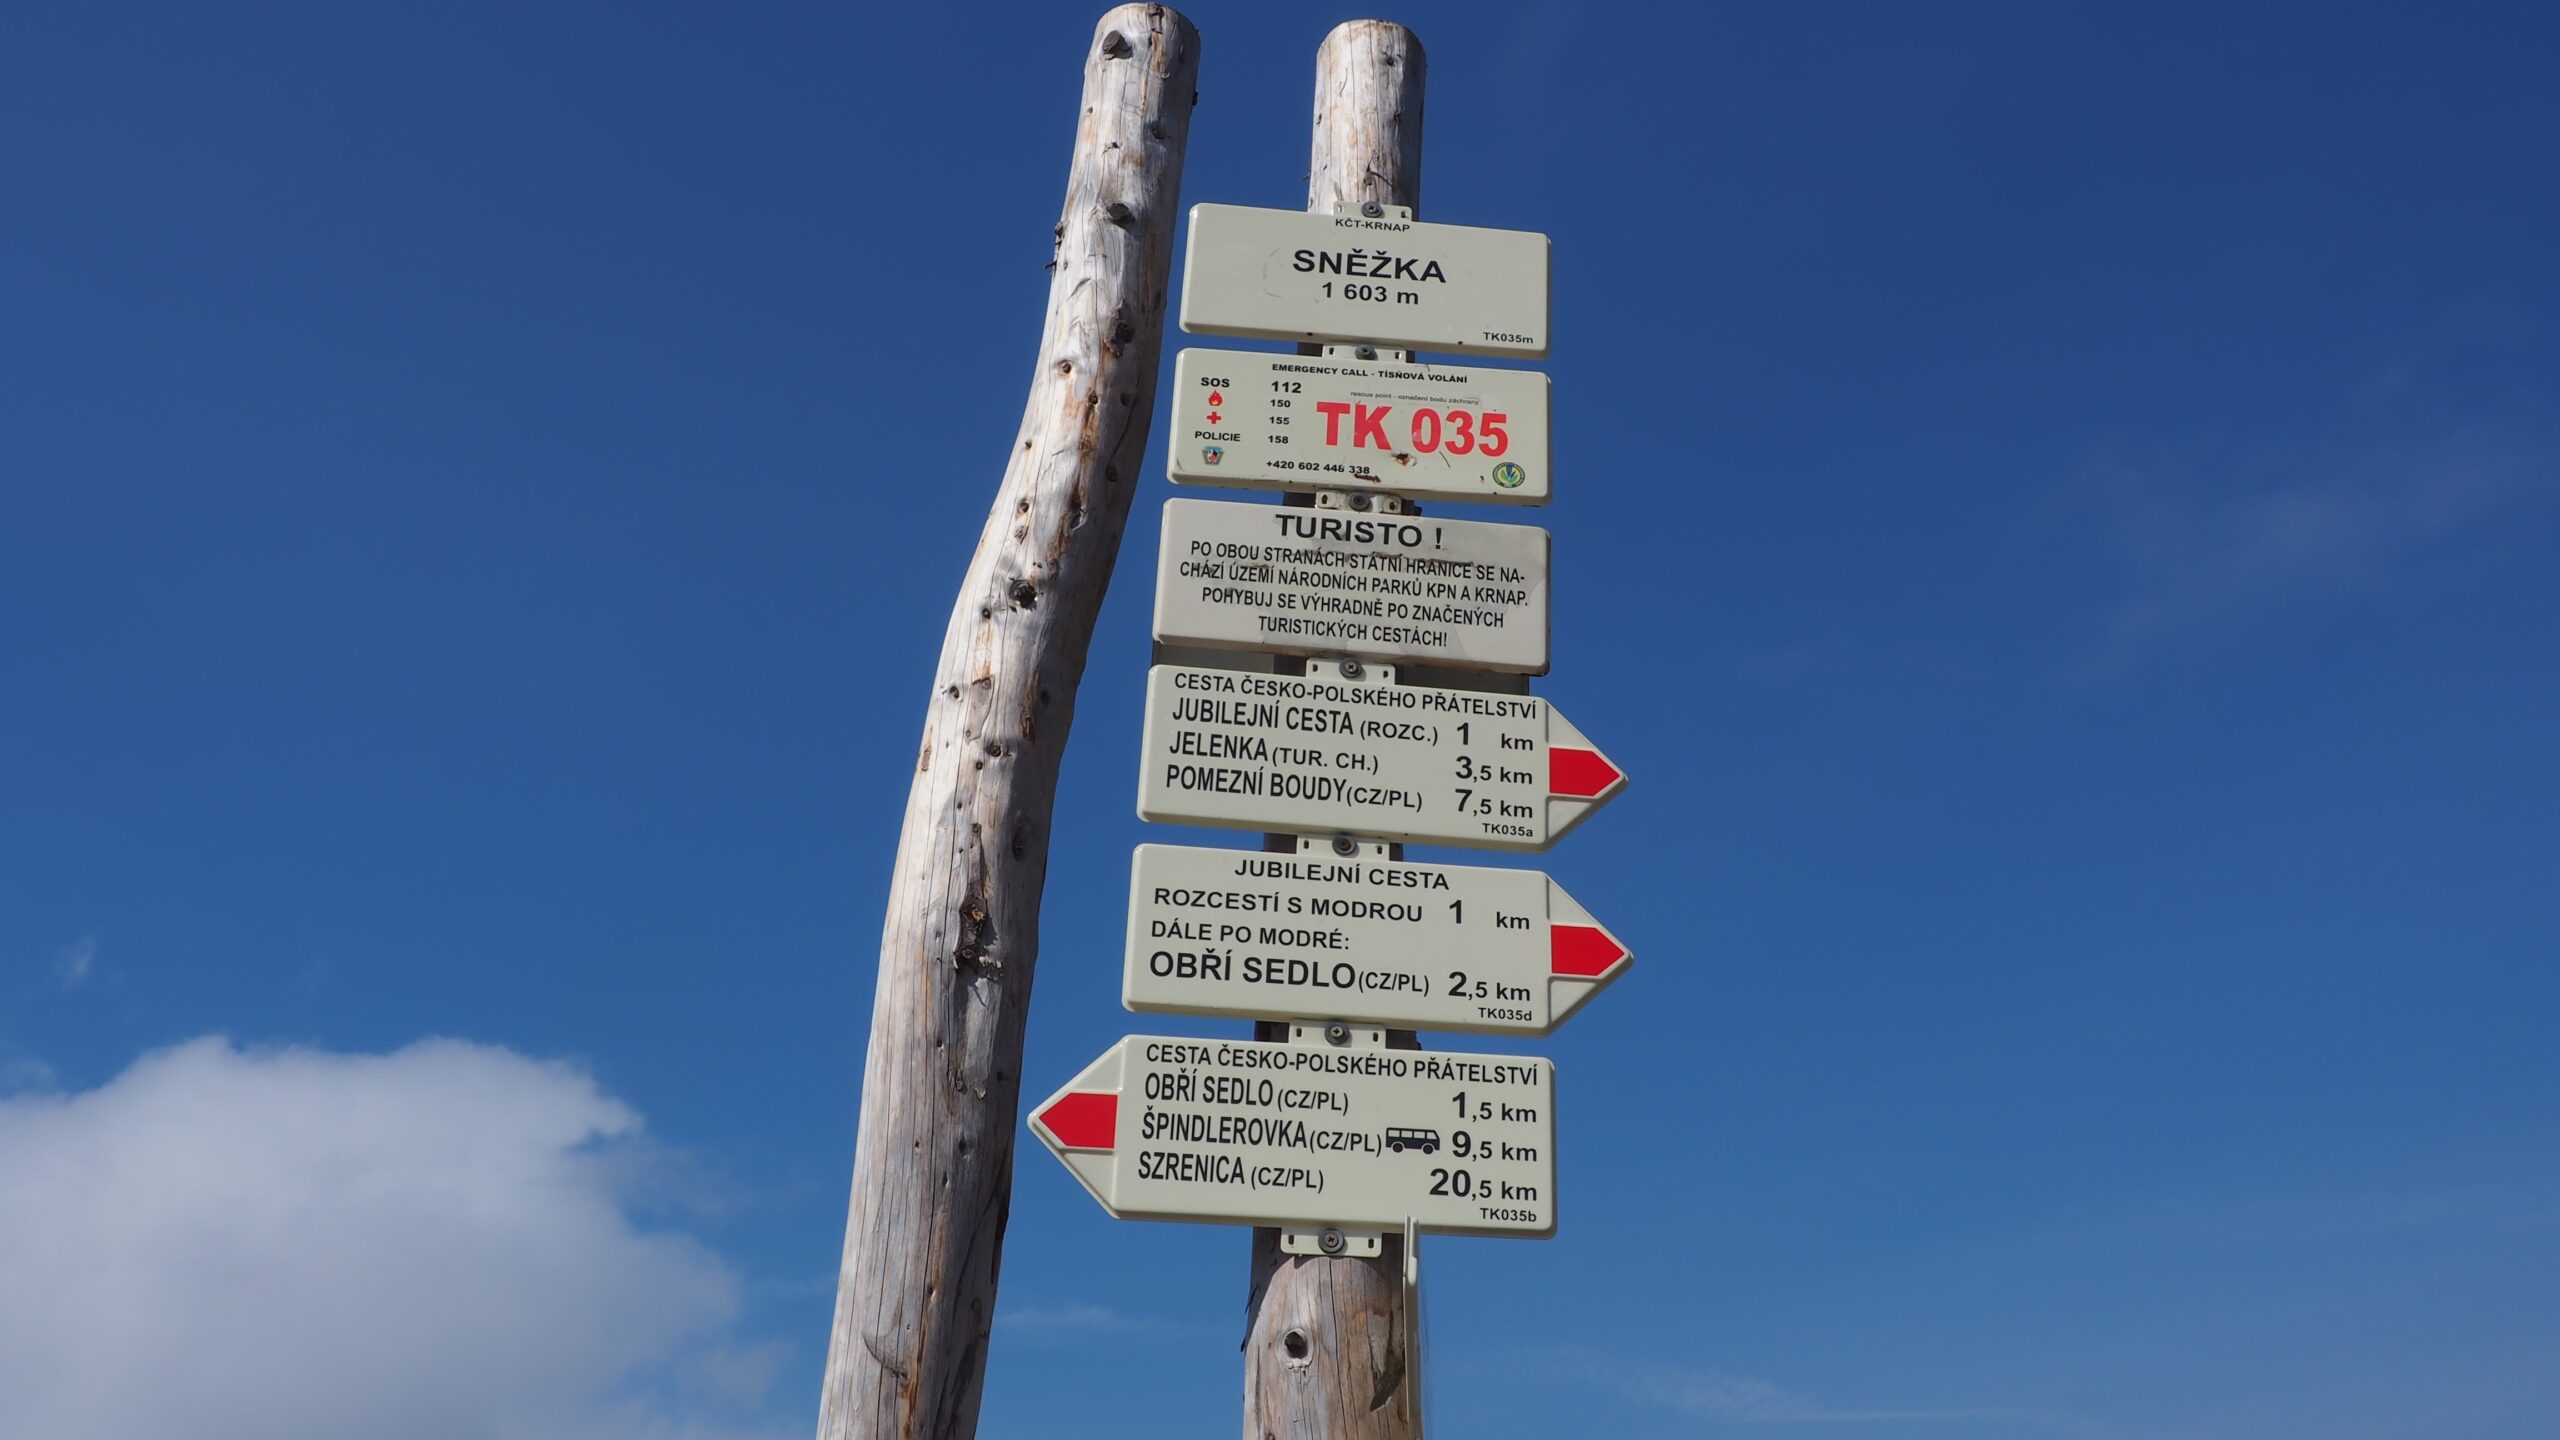 KČT-KRNAP
SNĚŽKA
1 603 m
TK035m
EMERGENCY CALL - TÍSŇOVÁ VOLÁNÍ
SOS 112
rescue point - označení bodu záchrany
150
155
TK 035
POLICIE 158
+420 602 448 338
TURISTO !
PO OBOU STRANÁCH STÁTNÍ HRANICE SE NA-
CHÁZÍ ÚZEMÍ NÁRODNÍCH PARKŮ KPN A KRNAP.
POHYBUJ SE VÝHRADNĚ PO ZNAČENÝCH
TURISTICKÝCH CESTÁCH!
CESTA ČESKO-POLSKÉHO PŘÁTELSTVÍ
JUBILEJNÍ CESTA (ROZC.) 1 km
JELENKA (TUR. CH.) 3,5 km
POMEZNÍ BOUDY (CZ/PL) 7,5 km
TK035a
JUBILEJNÍ CESTA
ROZCESTÍ S MODROU 1 km
DÁLE PO MODRÉ:
OBŘÍ SEDLO (CZ/PL) 2,5 km
TK035d
CESTA ČESKO-POLSKÉHO PŘÁTELSTVÍ
OBŘÍ SEDLO (CZ/PL) 1,5 km
ŠPINDLEROVKA (CZ/PL) 9,5 km
SZRENICA (CZ/PL) 20,5 km
TK035b